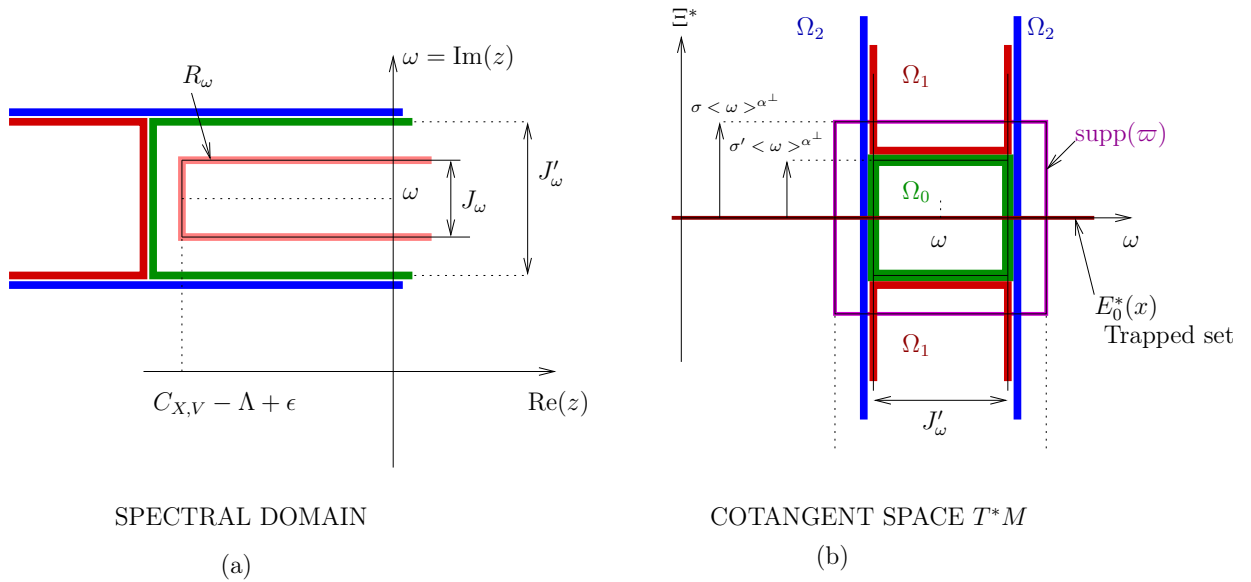 ω = Im(z)
R_ω
ω
J_ω
J'_ω
C_{X,V} − Λ + ϵ
Re(z)
SPECTRAL DOMAIN
(a)
Ξ*
Ω_2
Ω_2
Ω_1
σ < ω >^{α^⊥}
supp(ϖ)
σ' < ω >^{α^⊥}
Ω_0
ω
ω
E_0^*(x)
Trapped set
Ω_1
J'_ω
COTANGENT SPACE T*M
(b)